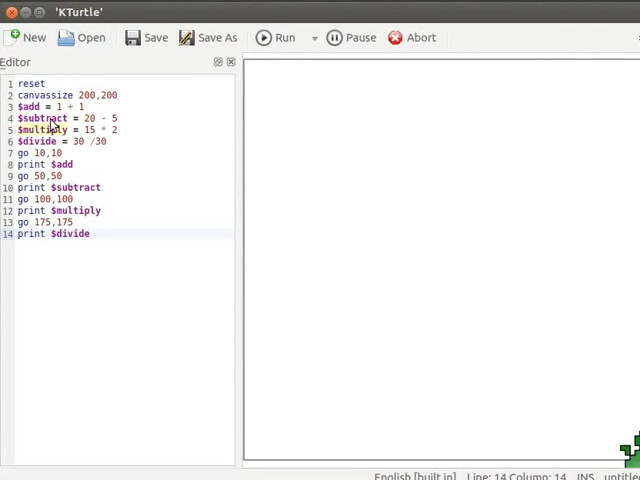 'KTurtle'
New Open Save Save As Run Pause Abort
Editor
1 reset
2 canvassize 200,200
3 $add = 1 + 1
4 $subtract = 20 - 5
5 $multiply = 15 * 2
6 $divide = 30 /30
7 go 10,10
8 print $add
9 go 50,50
10 print $subtract
11 go 100,100
12 print $multiply
13 go 175,175
14 print $divide
English [built in] Line: 14 Column: 14 INS untitle